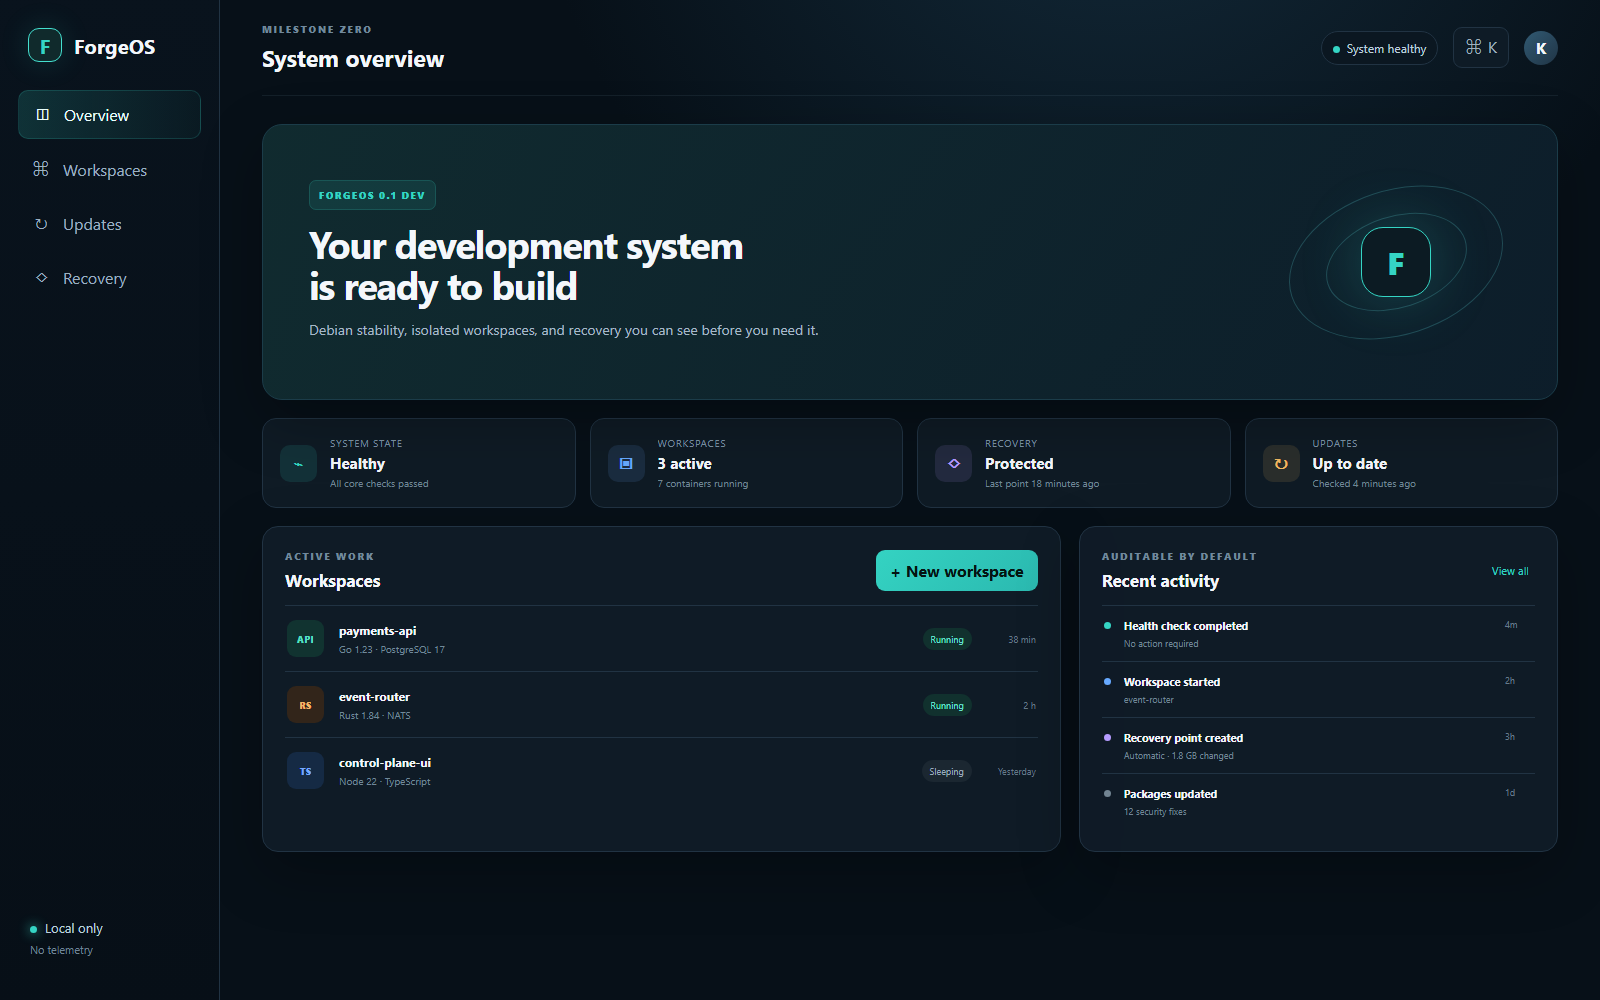 F ForgeOS
Overview
⌘ Workspaces
↻ Updates
◇ Recovery
Local only
No telemetry
MILESTONE ZERO
System overview
System healthy
⌘ K
K
FORGEOS 0.1 DEV
Your development system
is ready to build
Debian stability, isolated workspaces, and recovery you can see before you need it.
F
SYSTEM STATE
Healthy
All core checks passed
WORKSPACES
3 active
7 containers running
RECOVERY
Protected
Last point 18 minutes ago
UPDATES
Up to date
Checked 4 minutes ago
ACTIVE WORK
Workspaces
+ New workspace
API
payments-api
Go 1.23 · PostgreSQL 17
Running
38 min
RS
event-router
Rust 1.84 · NATS
Running
2 h
TS
control-plane-ui
Node 22 · TypeScript
Sleeping
Yesterday
AUDITABLE BY DEFAULT
Recent activity
View all
Health check completed
4m
No action required
Workspace started
2h
event-router
Recovery point created
3h
Automatic · 1.8 GB changed
Packages updated
1d
12 security fixes